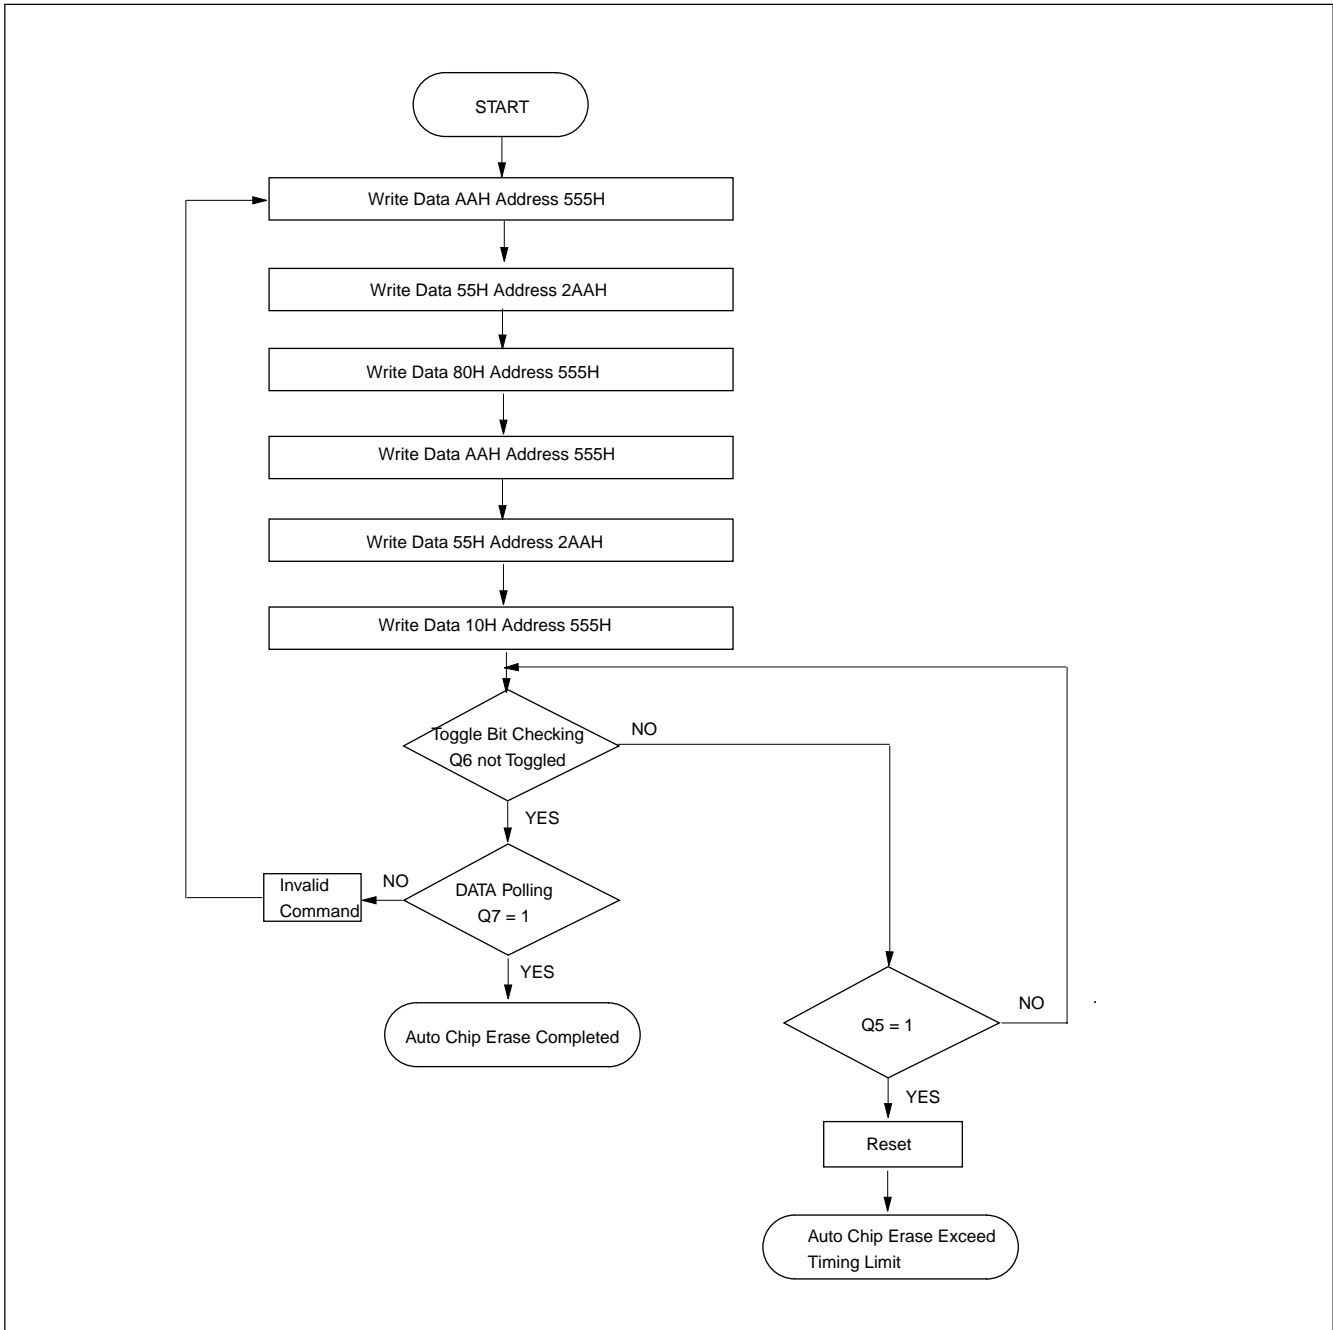 START
Write Data AAH Address 555H
Write Data 55H Address 2AAH
Write Data 80H Address 555H
Write Data AAH Address 555H
Write Data 55H Address 2AAH
Write Data 10H Address 555H
Toggle Bit Checking
Q6 not Toggled
NO
YES
DATA Polling
Q7 = 1
NO
Invalid
Command
YES
Auto Chip Erase Completed
Q5 = 1
NO
YES
Reset
Auto Chip Erase Exceed
Timing Limit